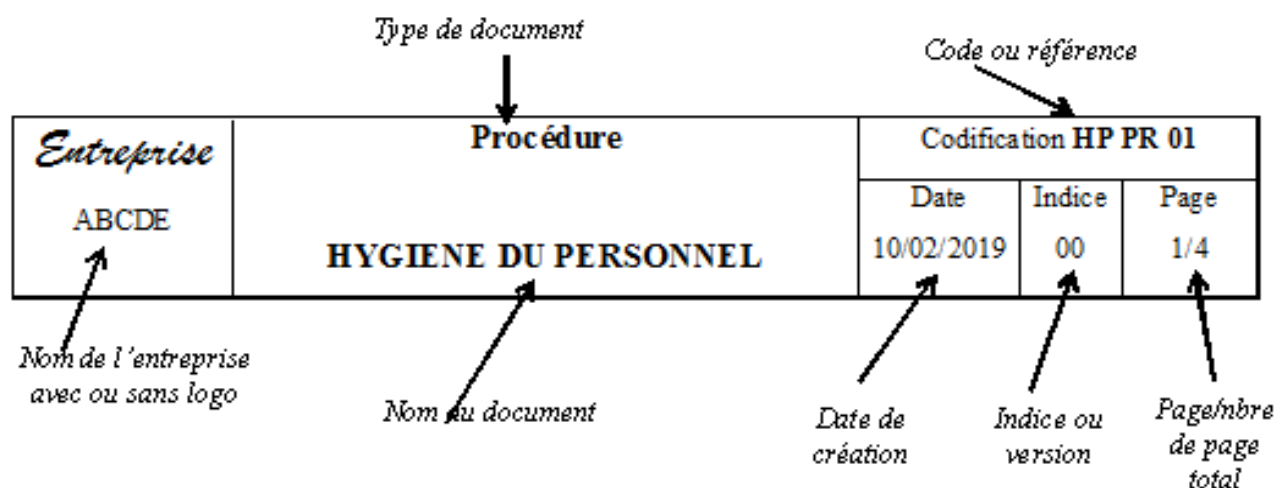 Type de document
Code ou référence
Entreprise
ABCDE
Procédure
HYGIENE DU PERSONNEL
Codification HP PR 01
Date
10/02/2019
Indice
00
Page
1/4
Nom de l'entreprise
avec ou sans logo
Nom du document
Date de
création
Indice ou
version
Page/nbre
de page
total